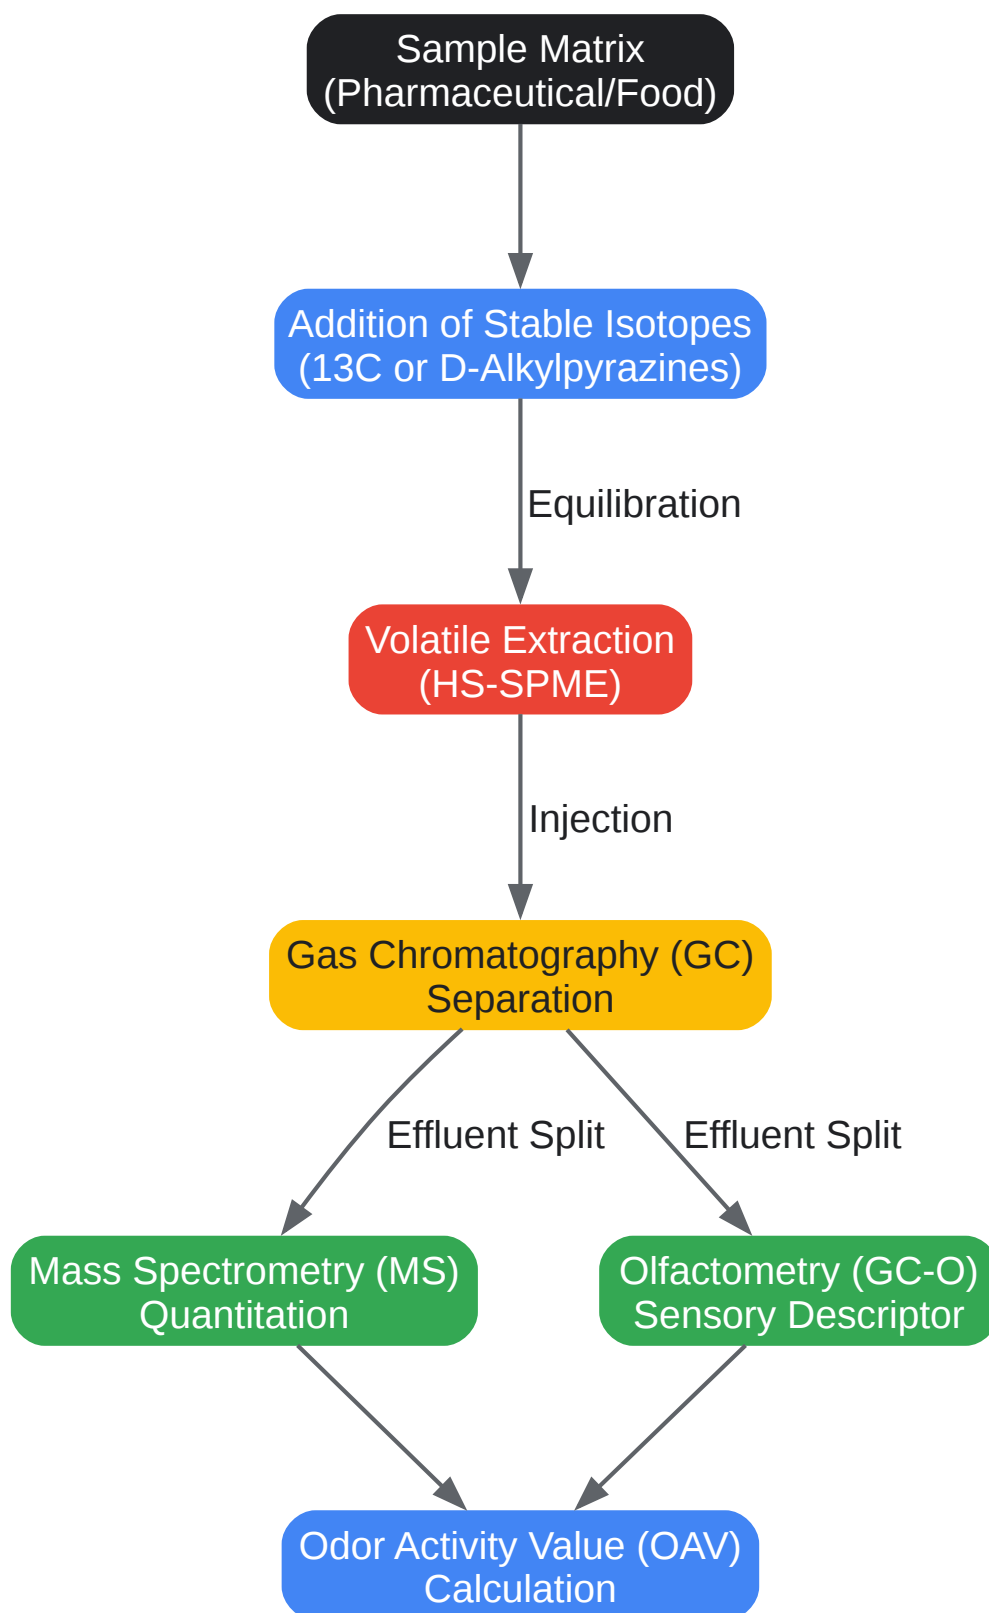 Sample Matrix
(Pharmaceutical/Food)
Addition of Stable Isotopes
(13C or D-Alkylpyrazines)
Equilibration
Volatile Extraction
(HS-SPME)
Injection
Gas Chromatography (GC)
Separation
Effluent Split
Effluent Split
Mass Spectrometry (MS)
Quantitation
Olfactometry (GC-O)
Sensory Descriptor
Odor Activity Value (OAV)
Calculation